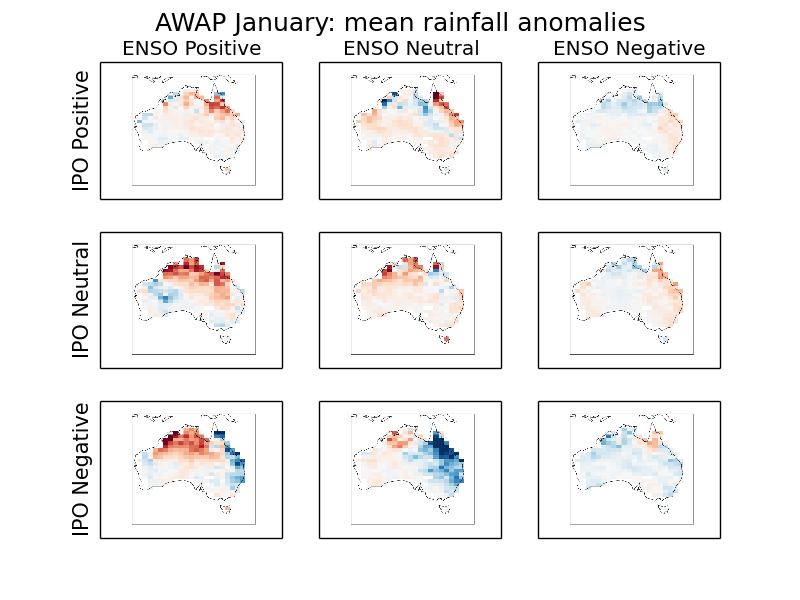 AWAP January: mean rainfall anomalies
ENSO Positive
ENSO Neutral
ENSO Negative
IPO Positive
IPO Neutral
IPO Negative